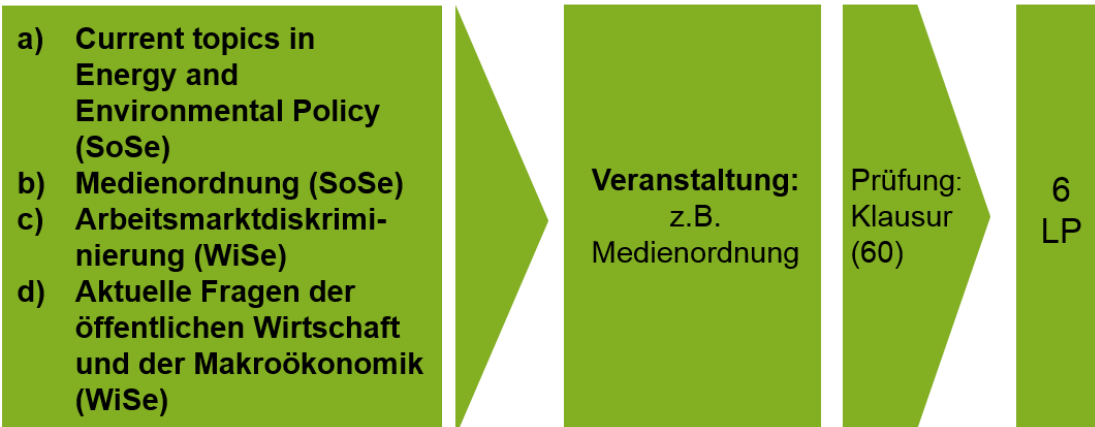 a) Current topics in
Energy and
Environmental Policy
(SoSe)
b) Medienordnung (SoSe)
c) Arbeitsmarktdiskrimi-
nierung (WiSe)
d) Aktuelle Fragen der
öffentlichen Wirtschaft
und der Makroökonomik
(WiSe)
Veranstaltung:
z.B.
Medienordnung
Prüfung:
Klausur
(60)
6
LP